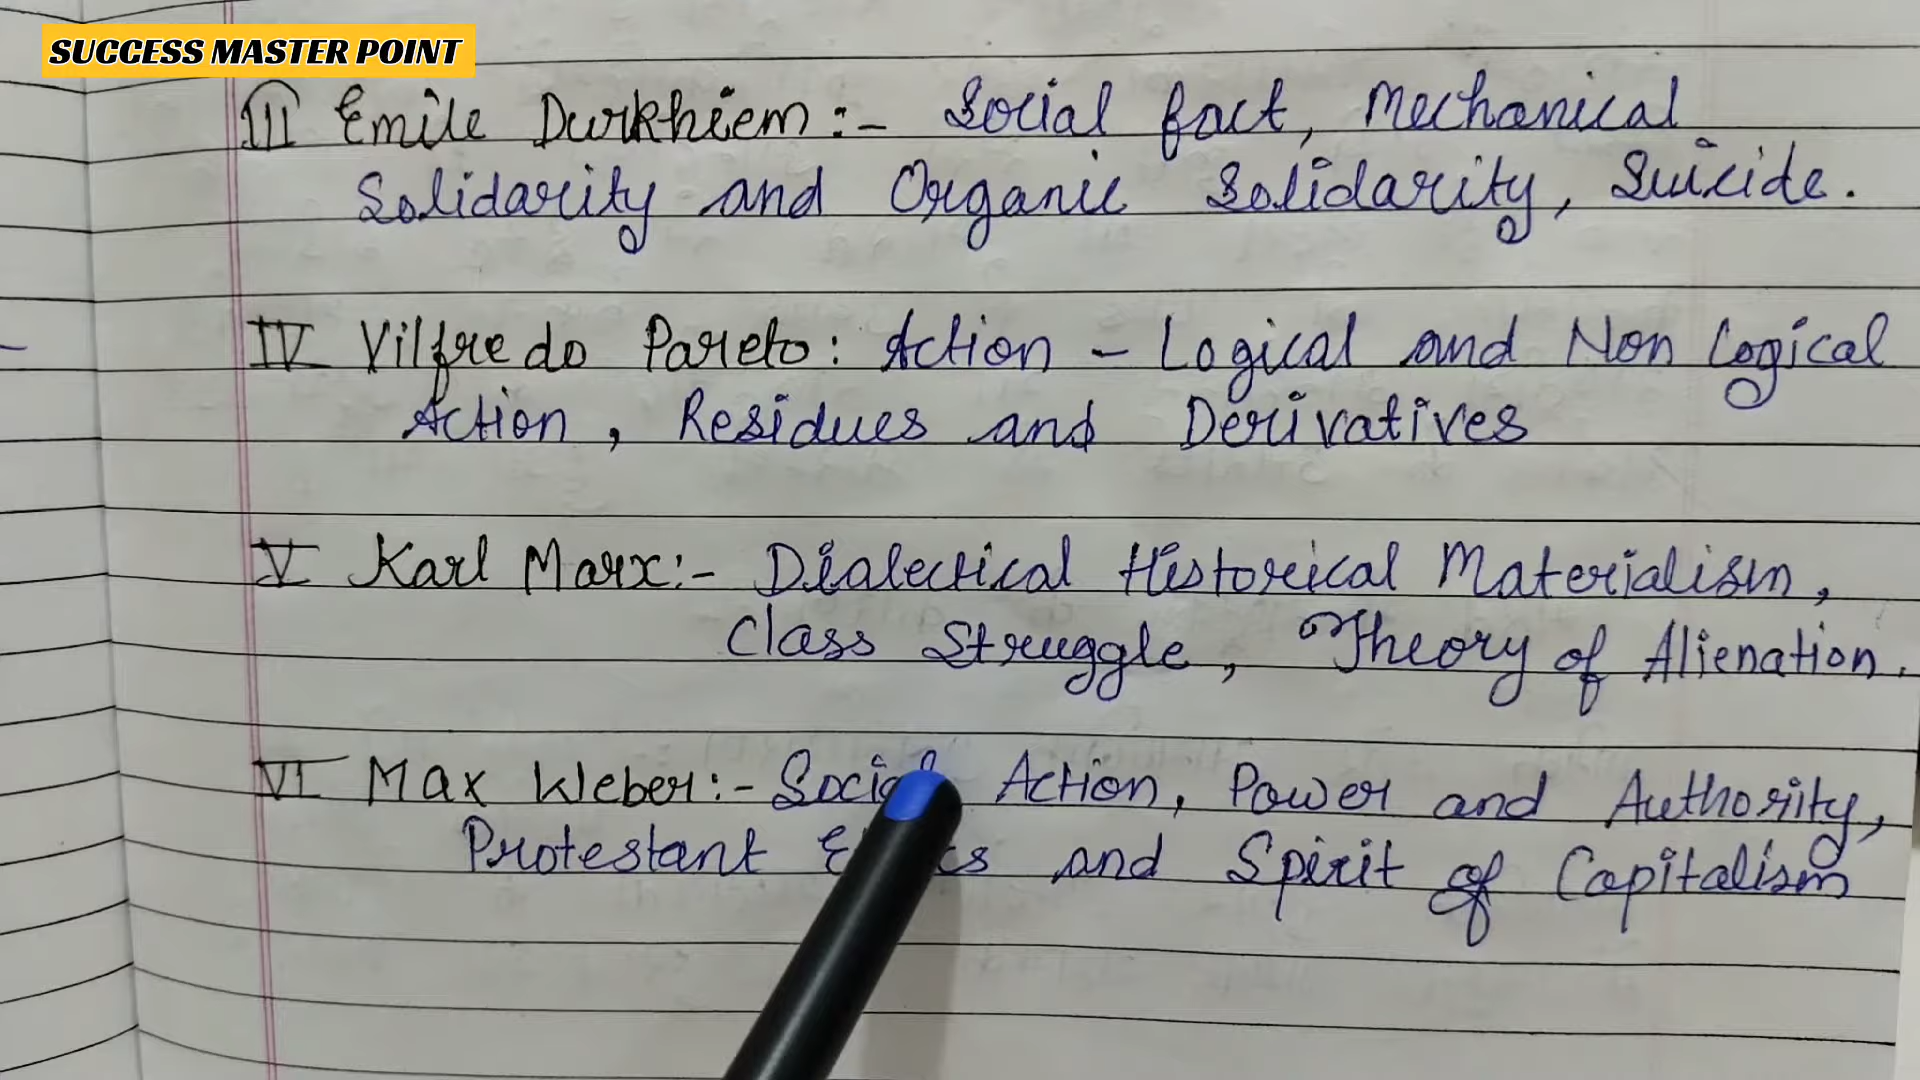 SUCCESS MASTER POINT
III Emile Durkhiem :- Social fact, Mechanical
Solidarity and Organic Solidarity, Suicide.
IV Vilfredo Pareto : Action - Logical and Non Logical
Action, Residues and Derivatives
V Karl Marx :- Dialectical Historical Materialism,
Class Struggle, Theory of Alienation.
VI Max Weber :- Social Action, Power and Authority,
Protestant and Spirit of Capitalism